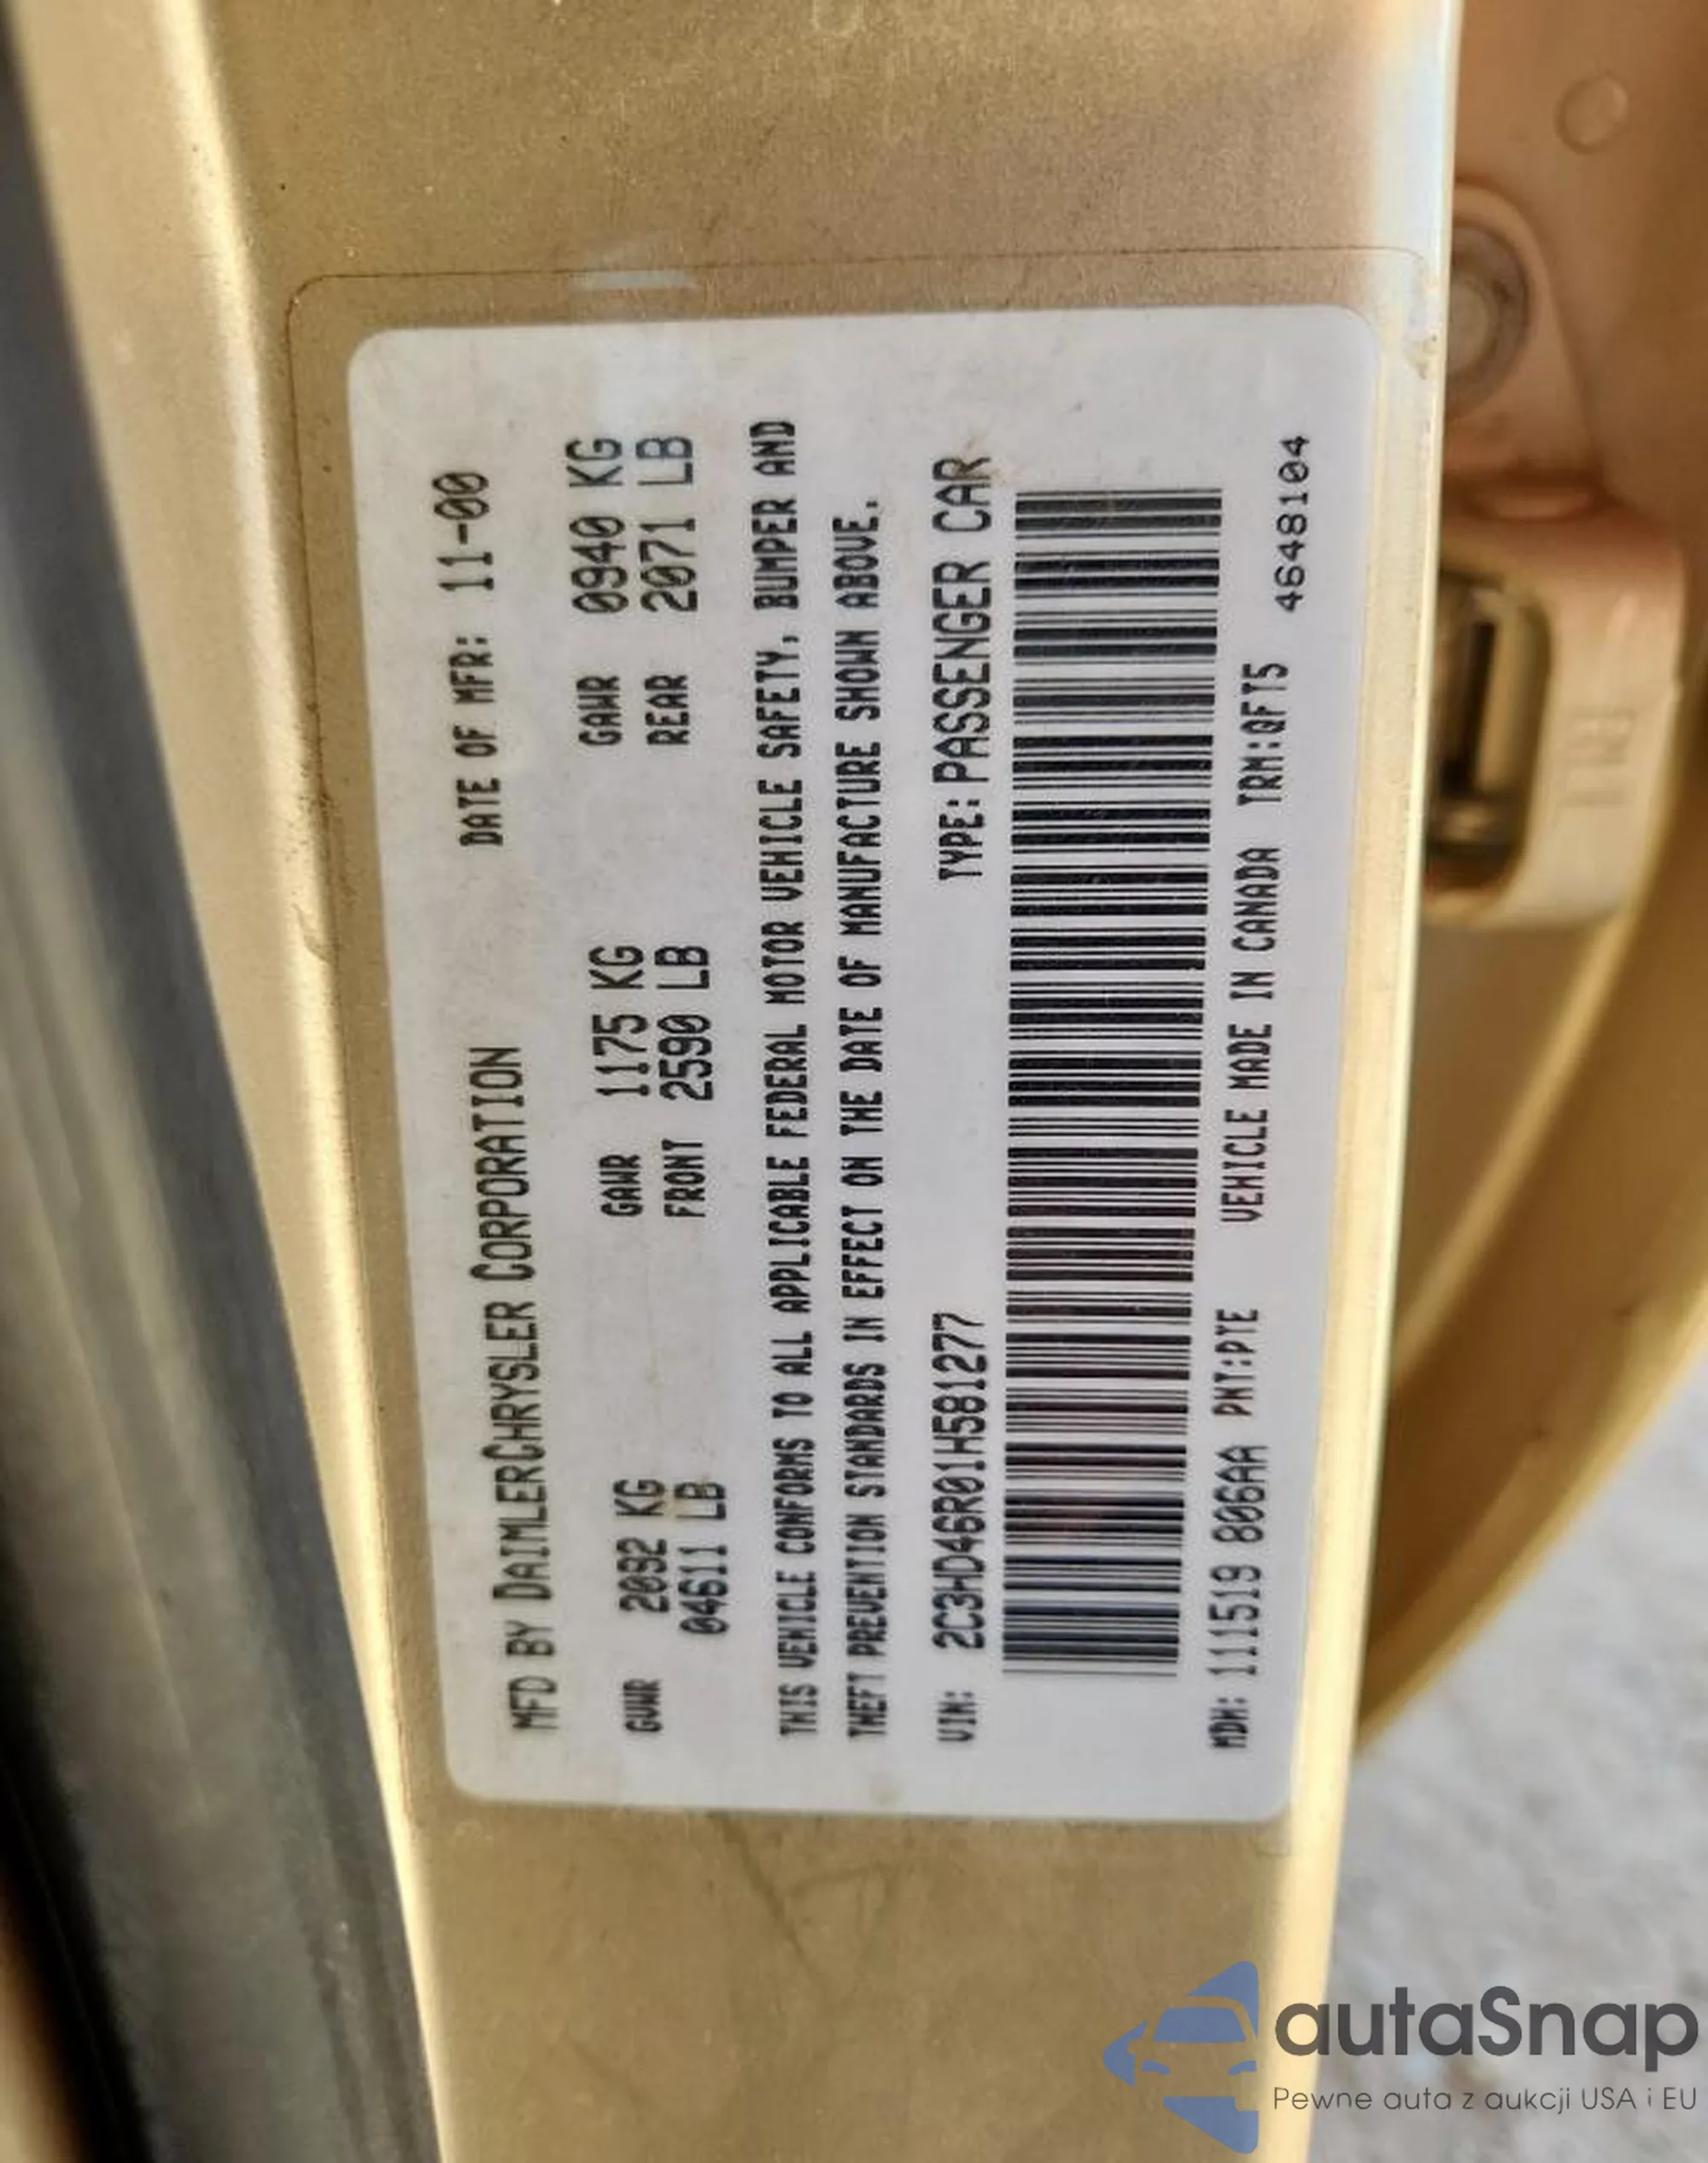 MFD BY DAIMLERCHRYSLER CORPORATION DATE OF MFR: 11-00
GVWR 2092 KG GAWR 1175 KG GAWR 0940 KG
04611 LB FRONT 2590 LB REAR 2071 LB
THIS VEHICLE CONFORMS TO ALL APPLICABLE FEDERAL MOTOR VEHICLE SAFETY, BUMPER AND
THEFT PREVENTION STANDARDS IN EFFECT ON THE DATE OF MANUFACTURE SHOWN ABOVE.
VIN: 2C3HD46R01H581277 TYPE: PASSENGER CAR
MDH: 111519 806AA PNT:PTE VEHICLE MADE IN CANADA TRM:QFT5 4648104
autaSnap
Pewne auta z aukcji USA i EU